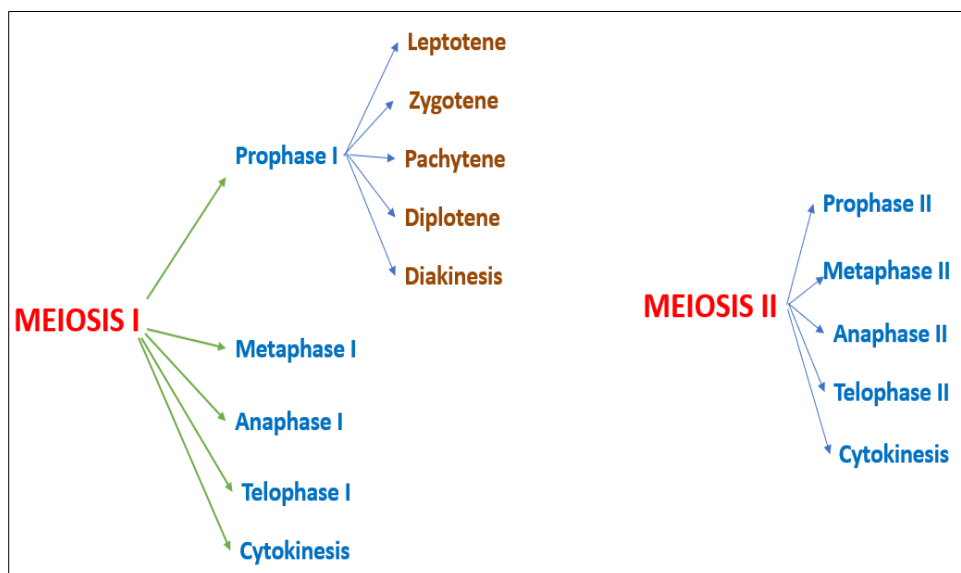 MEIOSIS I
Prophase I
Leptotene
Zygotene
Pachytene
Diplotene
Diakinesis
Metaphase I
Anaphase I
Telophase I
Cytokinesis
MEIOSIS II
Prophase II
Metaphase II
Anaphase II
Telophase II
Cytokinesis